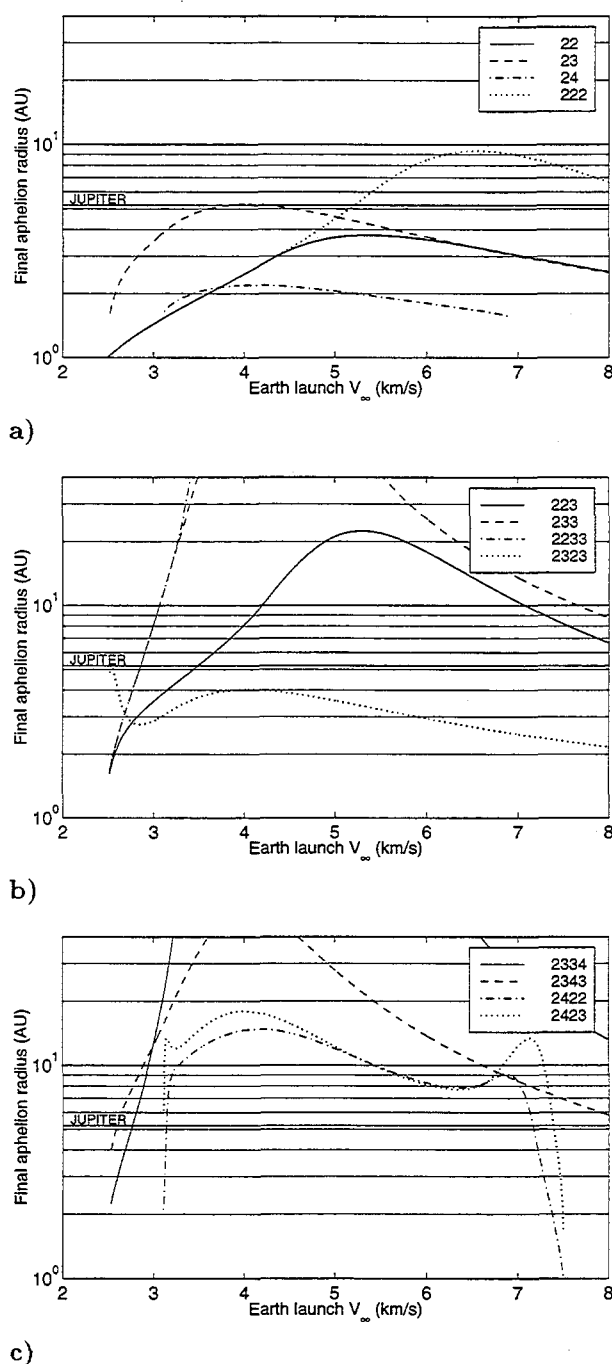 22
23
24
222
10¹
JUPITER
10⁰
Final aphelion radius (AU)
2 3 4 5 6 7 8
Earth launch V∞ (km/s)
a)
223
233
2233
2323
10¹
JUPITER
10⁰
Final aphelion radius (AU)
2 3 4 5 6 7 8
Earth launch V∞ (km/s)
b)
2334
2343
2422
2423
10¹
JUPITER
10⁰
Final aphelion radius (AU)
2 3 4 5 6 7 8
Earth launch V∞ (km/s)
c)